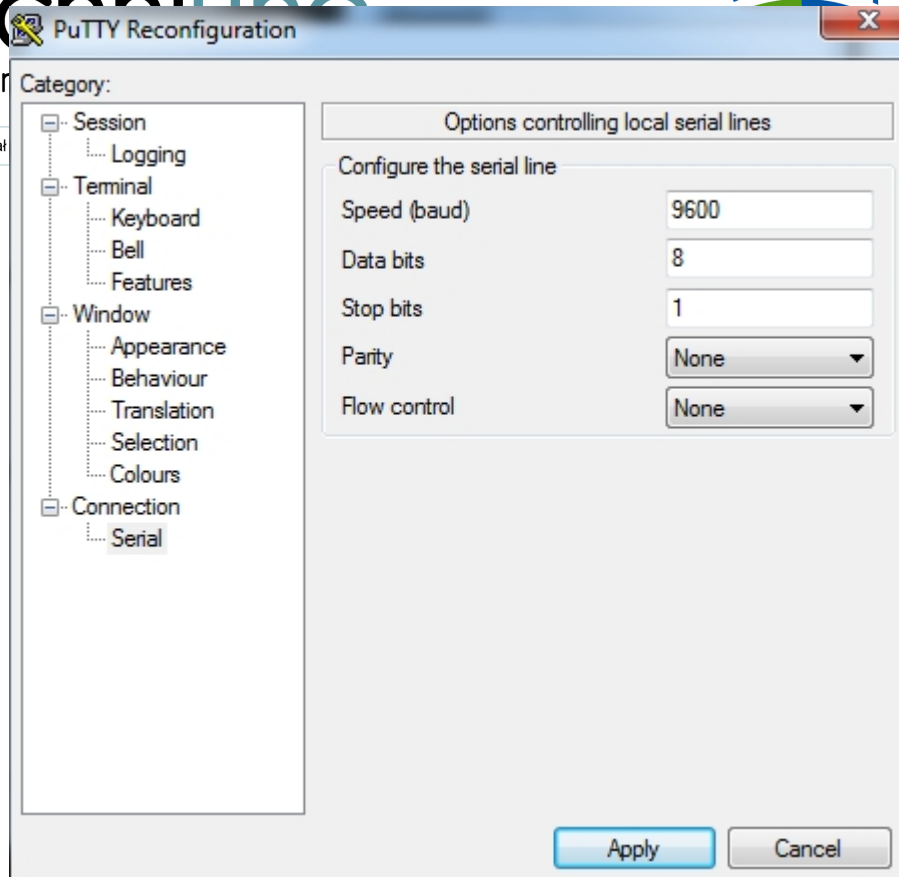 PuTTY Reconfiguration
Category:
Session
Logging
Terminal
Keyboard
Bell
Features
Window
Appearance
Behaviour
Translation
Selection
Colours
Connection
Serial
Options controlling local serial lines
Configure the serial line
Speed (baud) 9600
Data bits 8
Stop bits 1
Parity None
Flow control None
Apply Cancel